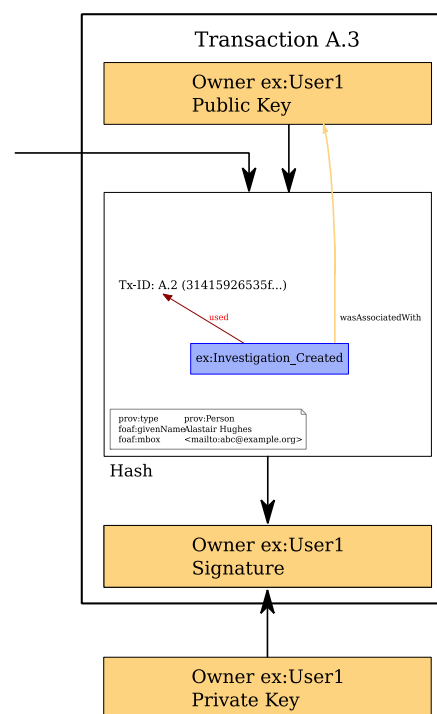 Transaction A.3
Owner ex:User1
Public Key
Tx-ID: A.2 (31415926535f...)
used
wasAssociatedWith
ex:Investigation_Created
prov:type prov:Person
foaf:givenName Alastair Hughes
foaf:mbox <mailto:abc@example.org>
Hash
Owner ex:User1
Signature
Owner ex:User1
Private Key